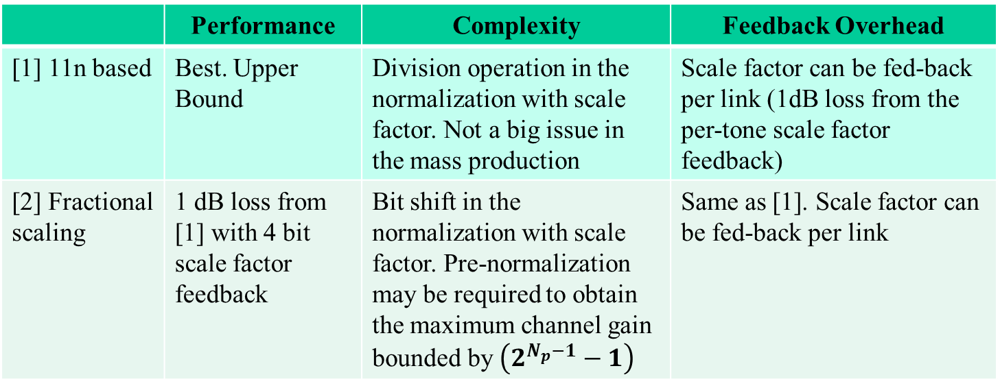 Performance Complexity Feedback Overhead
[1] 11n based
Best. Upper
Bound
Division operation in the
normalization with scale
factor. Not a big issue in
the mass production
Scale factor can be fed-back
per link (1dB loss from the
per-tone scale factor
feedback)
[2] Fractional
scaling
1 dB loss from
[1] with 4 bit
scale factor
feedback
Bit shift in the
normalization with scale
factor. Pre-normalization
may be required to obtain
the maximum channel gain
bounded by (2^{N_p−1} − 1)
Same as [1]. Scale factor can
be fed-back per link